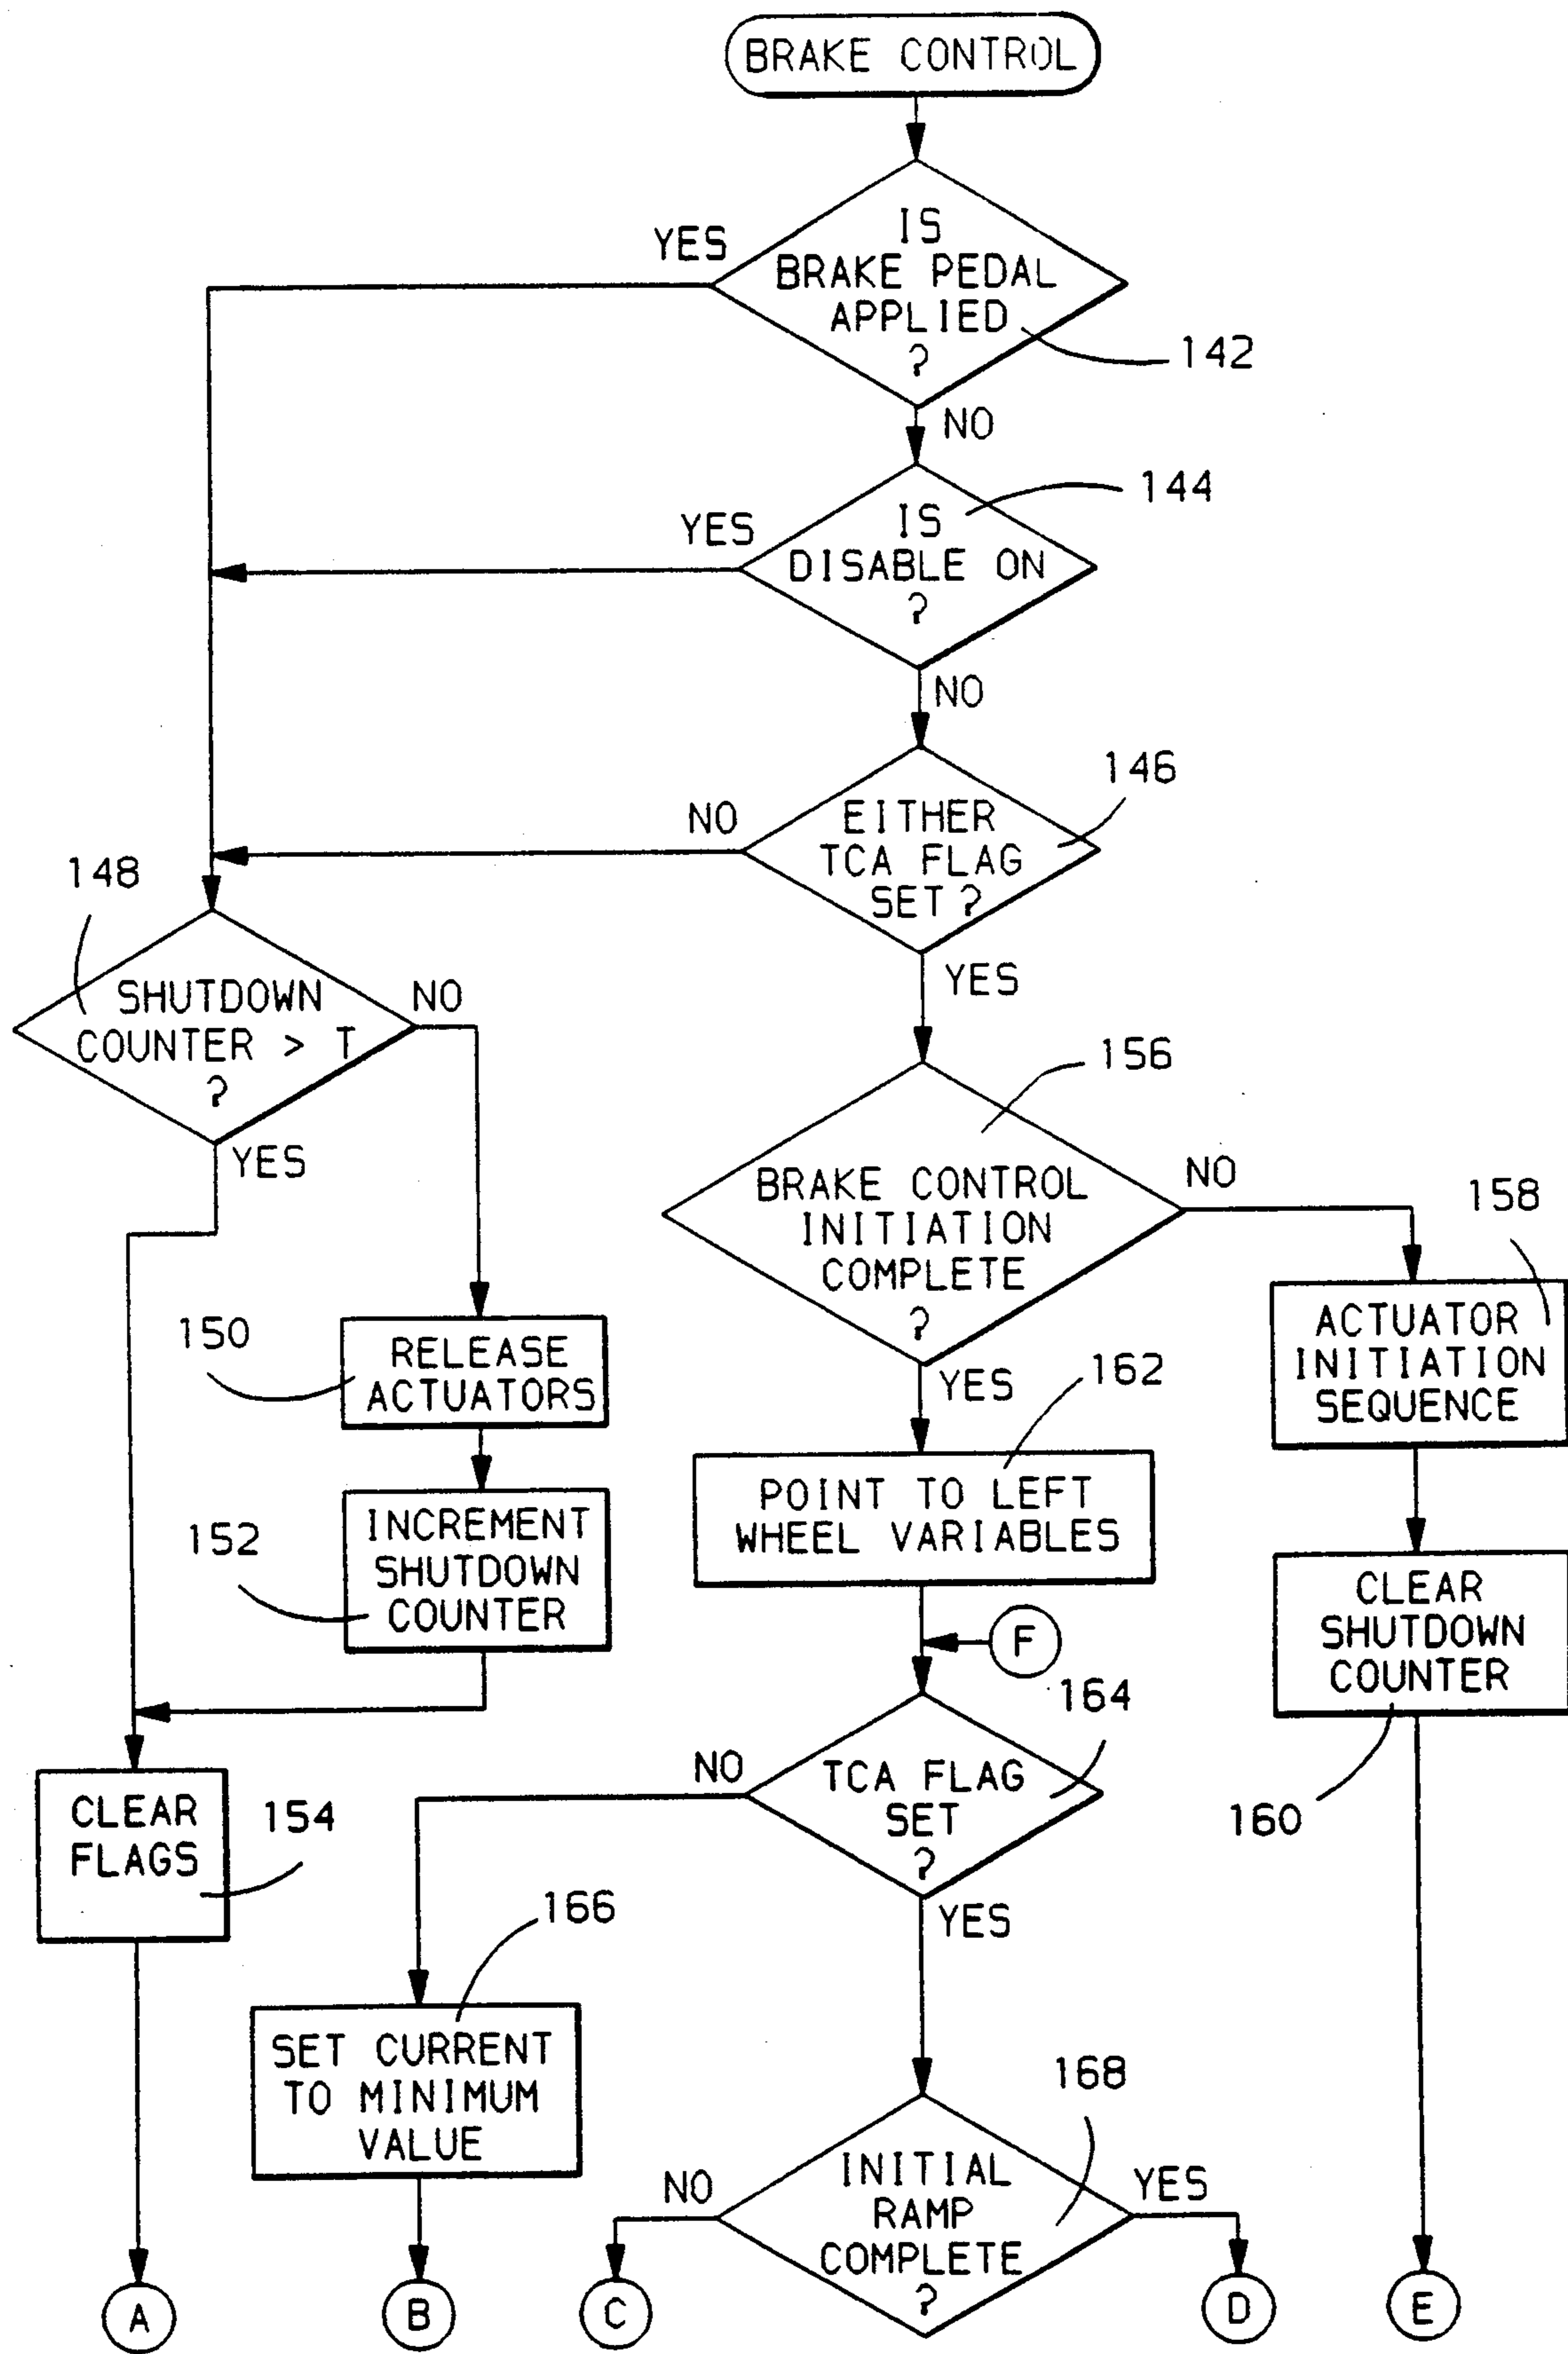 BRAKE CONTROL
IS
BRAKE PEDAL
APPLIED
?
YES
142
NO
144
IS
DISABLE ON
?
YES
NO
146
EITHER
TCA FLAG
SET?
NO
YES
148
SHUTDOWN
COUNTER > T
?
NO
YES
156
BRAKE CONTROL
INITIATION
COMPLETE
?
NO
YES
158
ACTUATOR
INITIATION
SEQUENCE
150
RELEASE
ACTUATORS
162
POINT TO LEFT
WHEEL VARIABLES
152
INCREMENT
SHUTDOWN
COUNTER
CLEAR
SHUTDOWN
COUNTER
160
F
164
TCA FLAG
SET
?
NO
YES
CLEAR
FLAGS
154
166
SET CURRENT
TO MINIMUM
VALUE
168
INITIAL
RAMP
COMPLETE
?
NO
YES
A
B
C
D
E